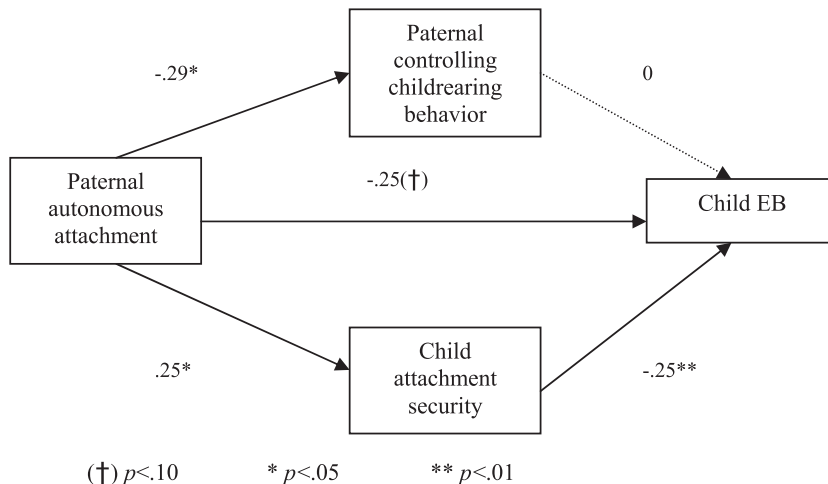 Paternal
controlling
childrearing
behavior
-.29*
0
Paternal
autonomous
attachment
-.25(†)
Child EB
Child
attachment
security
.25*
-.25**
(†) p<.10 * p<.05 ** p<.01